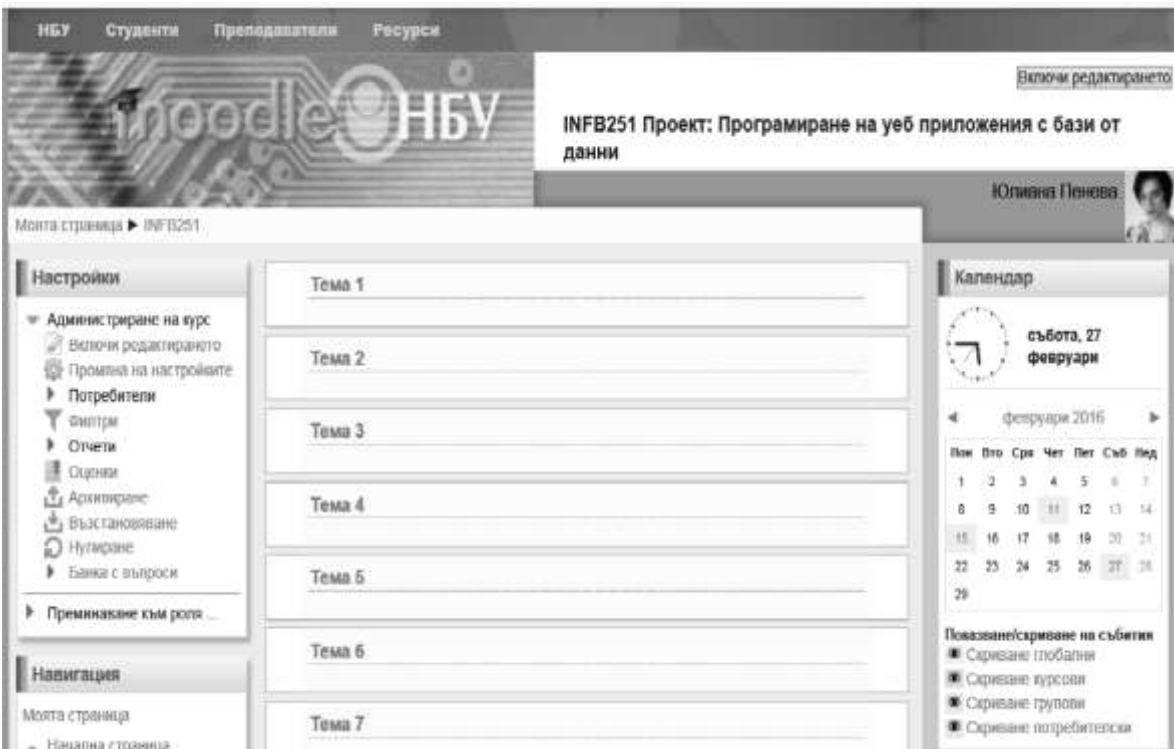 НБУ Студенти Преподаватели Ресурси
moodle НБУ
Включи редактирането
INFB251 Проект: Програмиране на уеб приложения с бази от
данни
Юлиана Пенева
Моята страница ▶ INFB251
Настройки
Администриране на курс
Включи редактирането
Промяна на настройките
Потребители
Филтри
Отчети
Оценки
Архивиране
Възстановяване
Нулиране
Банка с въпроси
Преминаване към роля ...
Навигация
Моята страница
Начална страница
Тема 1
Тема 2
Тема 3
Тема 4
Тема 5
Тема 6
Тема 7
Календар
събота, 27
февруари
февруари 2016
Пон Вто Сря Чет Пет Съб Нед
1 2 3 4 5 6 7
8 9 10 11 12 13 14
15 16 17 18 19 20 21
22 23 24 25 26 27 28
29
Показване/скриване на събития
Скриване глобални
Скриване курсови
Скриване групови
Скриване потребителски